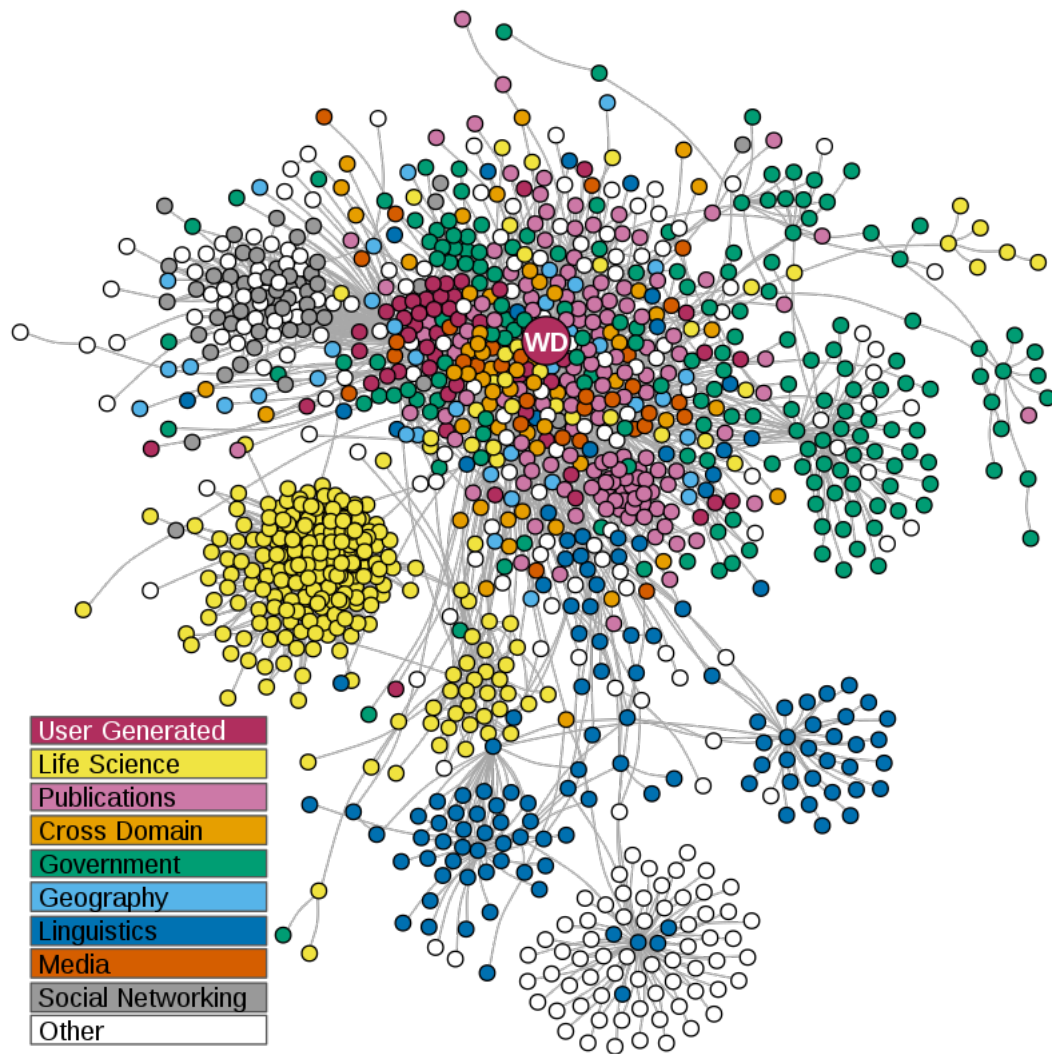 WD
User Generated
Life Science
Publications
Cross Domain
Government
Geography
Linguistics
Media
Social Networking
Other